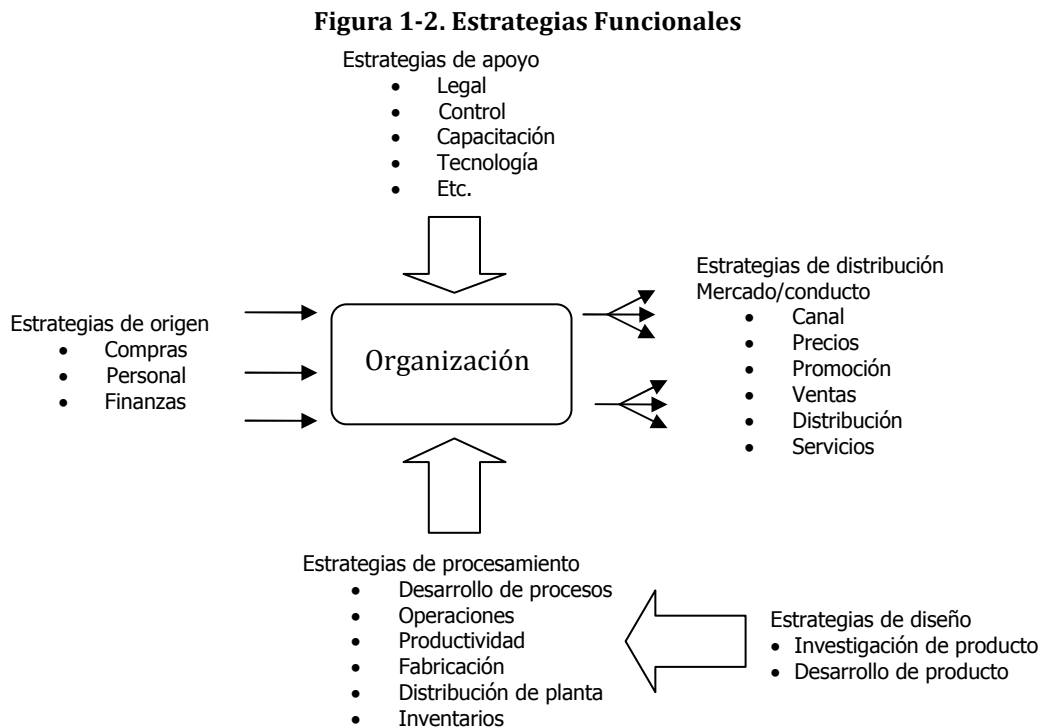 Figura 1-2. Estrategias Funcionales
Estrategias de apoyo
• Legal
• Control
• Capacitación
• Tecnología
• Etc.
Estrategias de origen
• Compras
• Personal
• Finanzas
Organización
Estrategias de distribución
Mercado/conducto
• Canal
• Precios
• Promoción
• Ventas
• Distribución
• Servicios
Estrategias de procesamiento
• Desarrollo de procesos
• Operaciones
• Productividad
• Fabricación
• Distribución de planta
• Inventarios
Estrategias de diseño
• Investigación de producto
• Desarrollo de producto